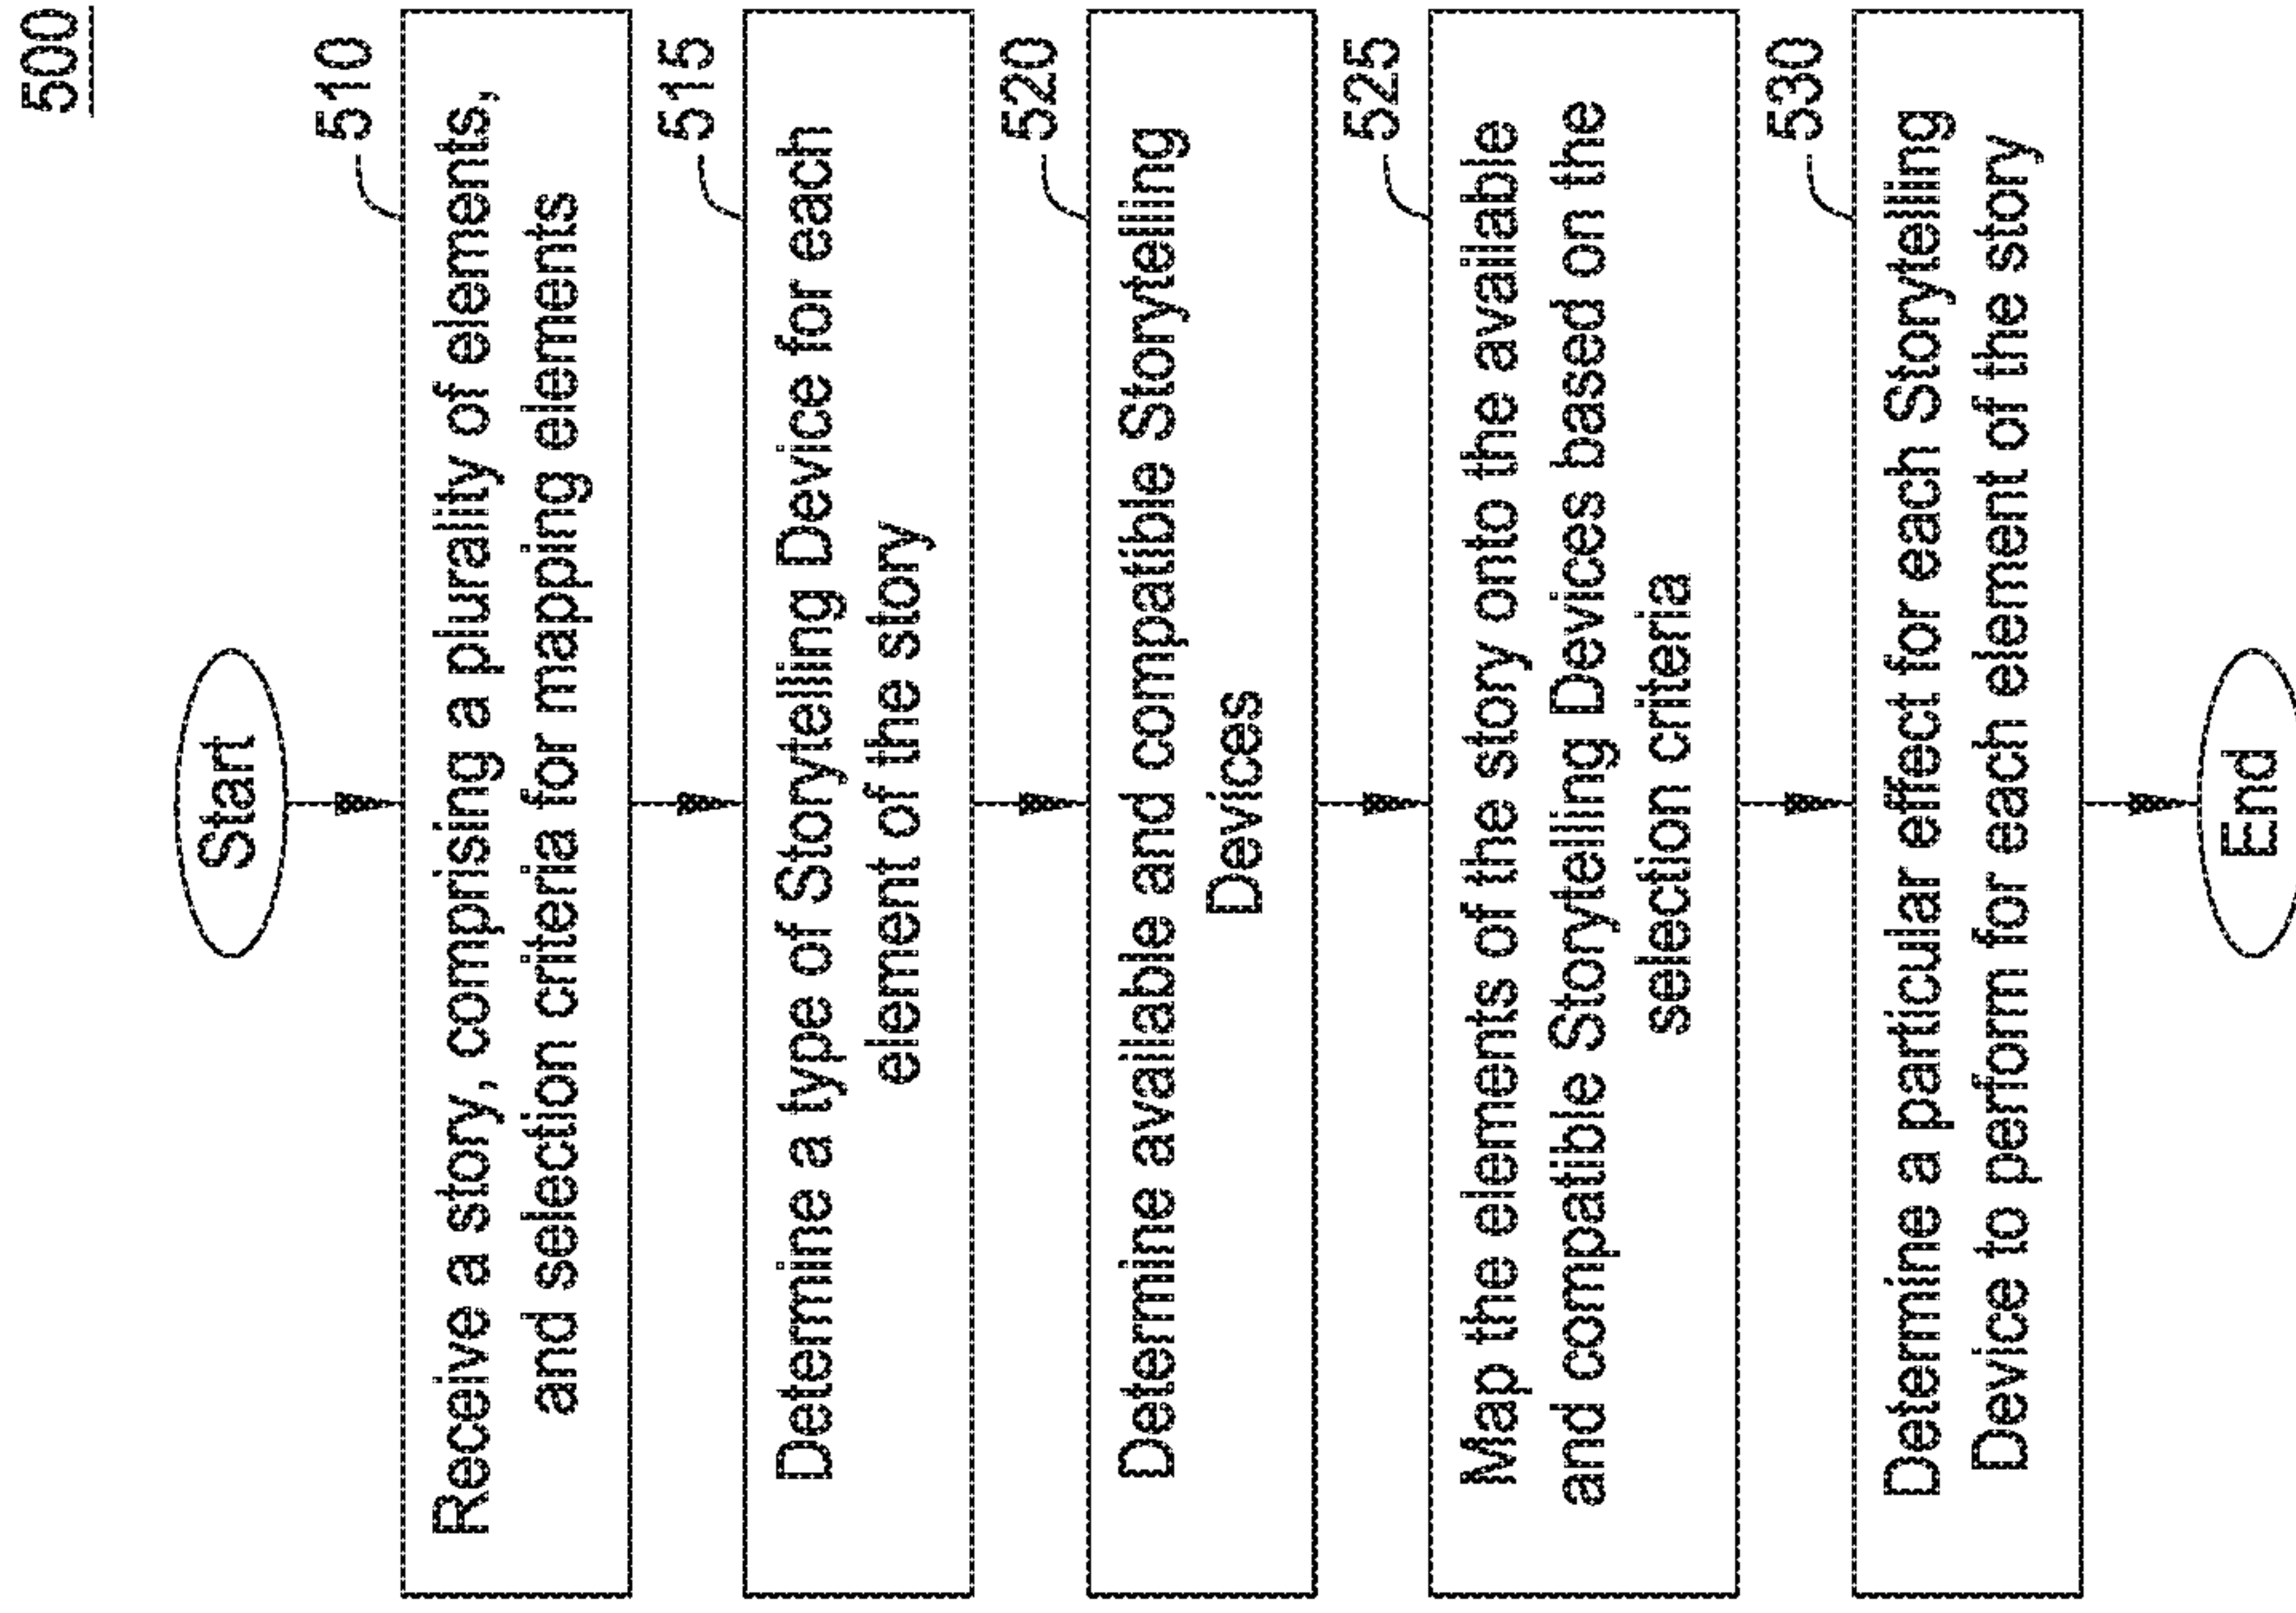 500
Start
510
Receive a story, comprising a plurality of elements,
and selection criteria for mapping elements
515
Determine a type of Storytelling Device for each
element of the story
520
Determine available and compatible Storytelling
Devices
525
Map the elements of the story onto the available
and compatible Storytelling Devices based on the
selection criteria
530
Determine a particular effect for each Storytelling
Device to perform for each element of the story
End